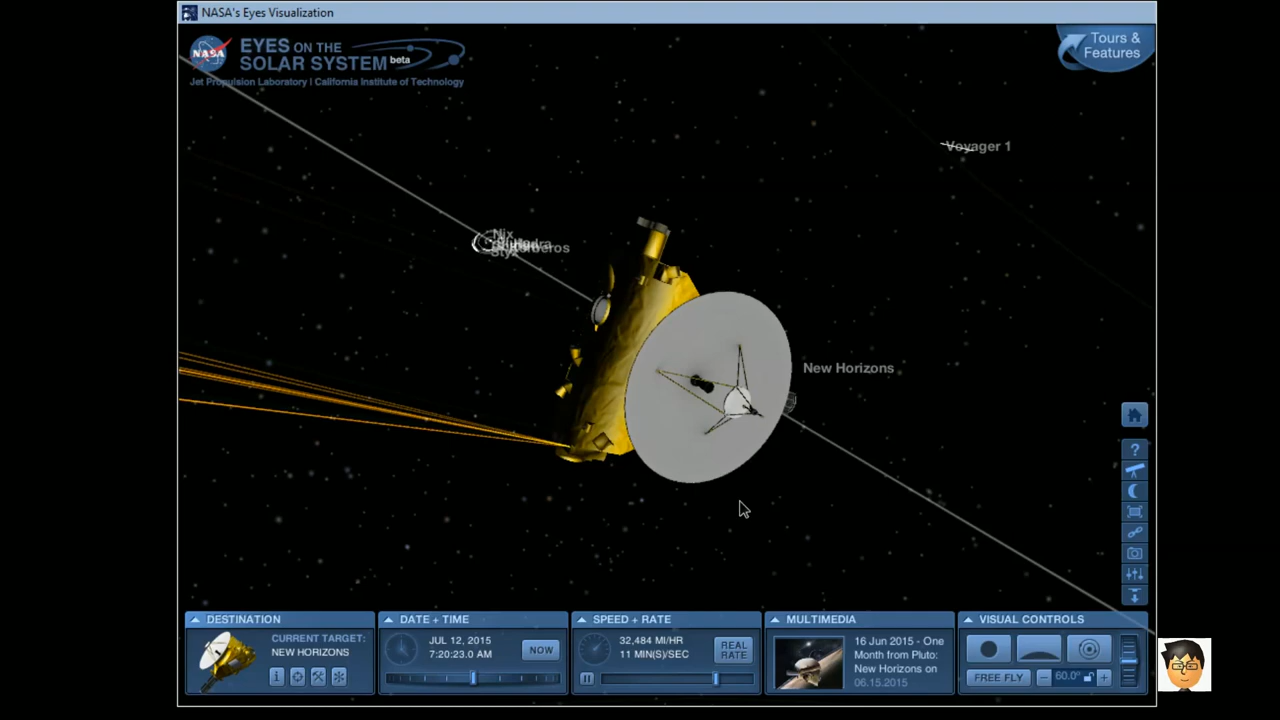 NASA's Eyes Visualization
NASA
EYES ON THE
SOLAR SYSTEM beta
Jet Propulsion Laboratory | California Institute of Technology
Tours &
Features
Voyager 1
Nix
Styx
New Horizons
?
DESTINATION
CURRENT TARGET:
NEW HORIZONS
i
DATE + TIME
JUL 12, 2015
7:20:23.0 AM
NOW
SPEED + RATE
32,484 MI/HR
11 MIN(S)/SEC
REAL
RATE
MULTIMEDIA
16 Jun 2015 - One
Month from Pluto:
New Horizons on
06.15.2015
VISUAL CONTROLS
FREE FLY
60.0°